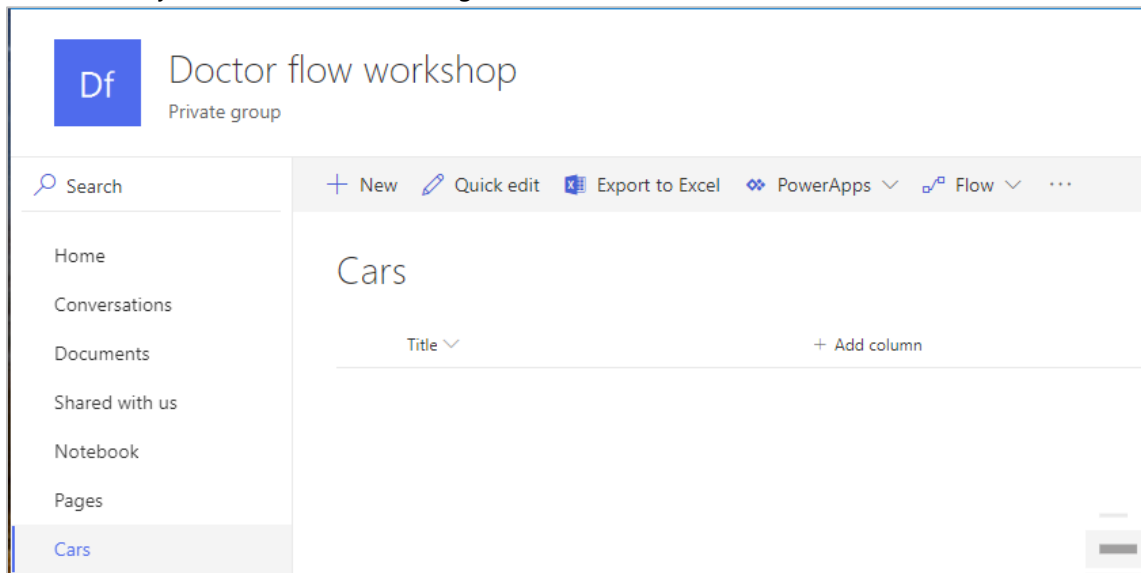 Df
Doctor flow workshop
Private group
Search
+ New Quick edit Export to Excel PowerApps Flow ...
Home
Conversations
Documents
Shared with us
Notebook
Pages
Cars
Cars
Title + Add column